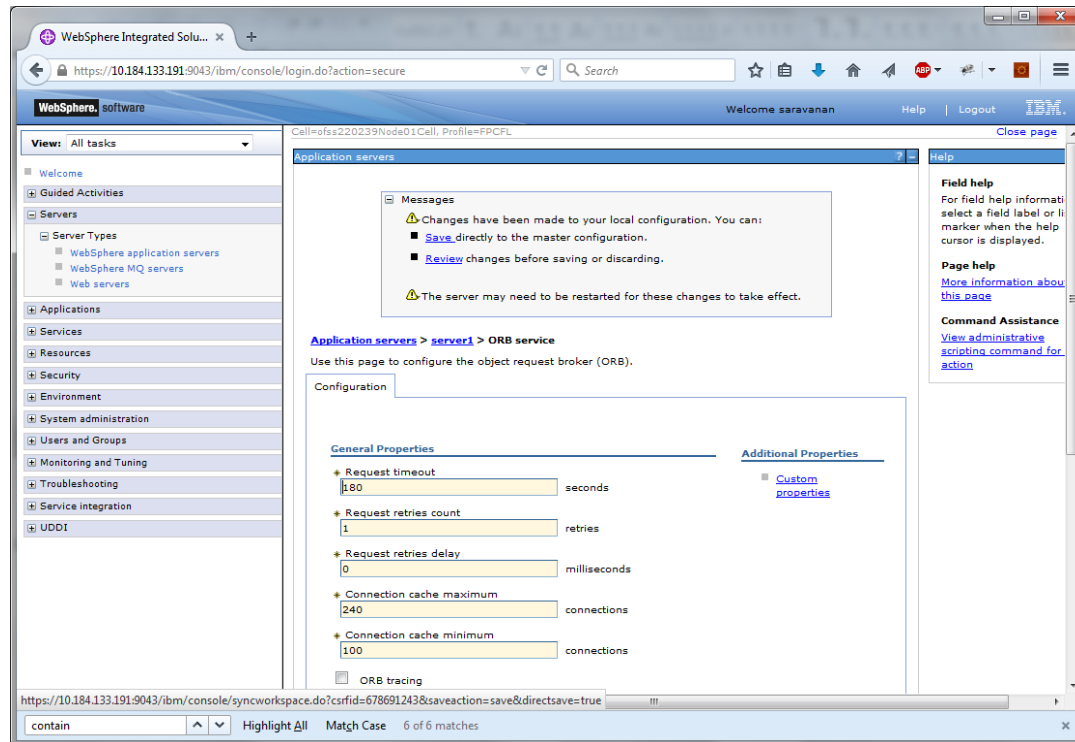 WebSphere Integrated Solu... × +
https://10.184.133.191:9043/ibm/console/login.do?action=secure
Search
ABP
WebSphere. software
Welcome saravanan
Help | Logout
IBM.
View: All tasks
Welcome
Guided Activities
Servers
Server Types
WebSphere application servers
WebSphere MQ servers
Web servers
Applications
Services
Resources
Security
Environment
System administration
Users and Groups
Monitoring and Tuning
Troubleshooting
Service integration
UDDI
Cell=ofss220239Node01Cell, Profile=FPCFL
Close page
Application servers
? -
Messages
Changes have been made to your local configuration. You can:
Save directly to the master configuration.
Review changes before saving or discarding.
The server may need to be restarted for these changes to take effect.
Application servers > server1 > ORB service
Use this page to configure the object request broker (ORB).
Configuration
General Properties
Request timeout
180 seconds
Request retries count
1 retries
Request retries delay
0 milliseconds
Connection cache maximum
240 connections
Connection cache minimum
100 connections
ORB tracing
Additional Properties
Custom
properties
Help
Field help
For field help informati
select a field label or li
marker when the help
cursor is displayed.
Page help
More information abou
this page
Command Assistance
View administrative
scripting command for
action
https://10.184.133.191:9043/ibm/console/syncworkspace.do?csrfid=678691243&saveaction=save&directsave=true
contain
Highlight All Match Case 6 of 6 matches